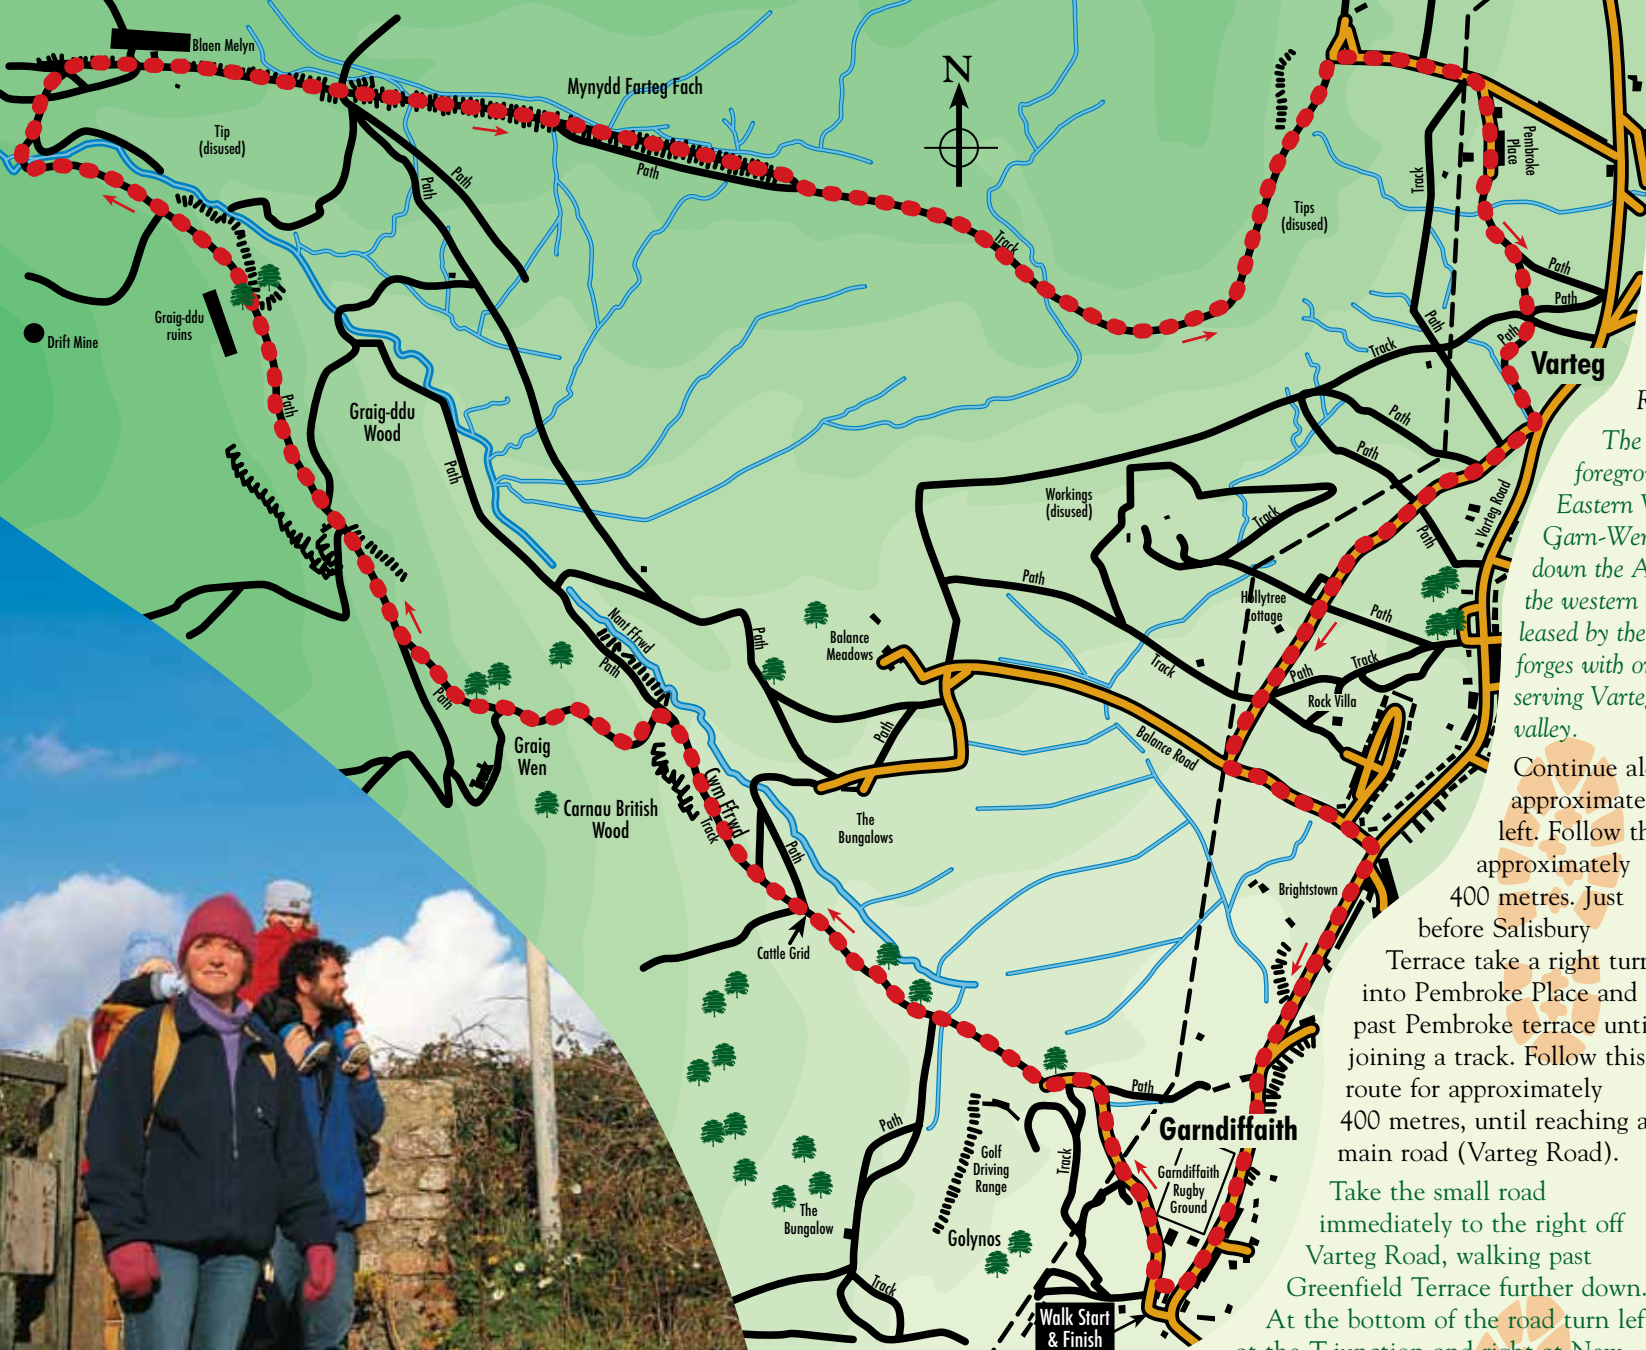 Blaen Melyn
Mynydd Farteg Fach
N
Tip
(disused)
Path
Path
Path
Track
Tips
(disused)
Track
Pembroke
Place
Path
Path
Path
Path
Track
Varteg
Graig-ddu
ruins
Drift Mine
Path
Graig-ddu
Wood
Path
Path
Path
Workings
(disused)
Track
Varteg Road
Path
Path
Hollytree
Cottage
Path
Nant Ffrwd
Path
Path
Balance
Meadows
Track
Path
Track
Rock Villa
Path
Path
Balance Road
Graig
Wen
Cwm Ffrwd
Track
Carnau British
Wood
The
Bungalows
Path
Brightstown
Cattle Grid
Path
Garndiffaith
Path
Golf
Driving
Range
Track
Garndiffaith
Rugby
Ground
The
Bungalow
Golynos
Track
Walk Start
& Finish
The
Eastern
Garn-Wer
down the A
the western
leased by the
forges with o
serving Varteg
valley.
Continue al
approximate
left. Follow th
approximately
400 metres. Just
before Salisbury
Terrace take a right turn
into Pembroke Place and
past Pembroke terrace unti
joining a track. Follow this
route for approximately
400 metres, until reaching a
main road (Varteg Road).
Take the small road
immediately to the right off
Varteg Road, walking past
Greenfield Terrace further down.
At the bottom of the road turn lef